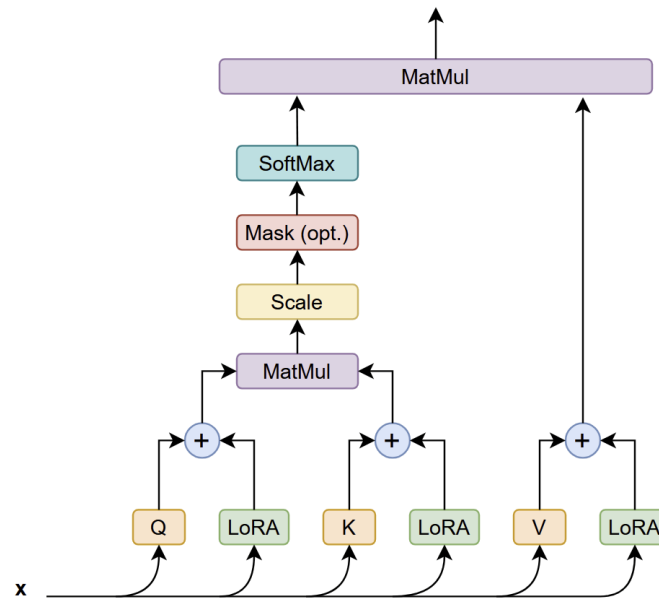 MatMul
SoftMax
Mask (opt.)
Scale
MatMul
+ + +
Q LoRA K LoRA V LoRA
x